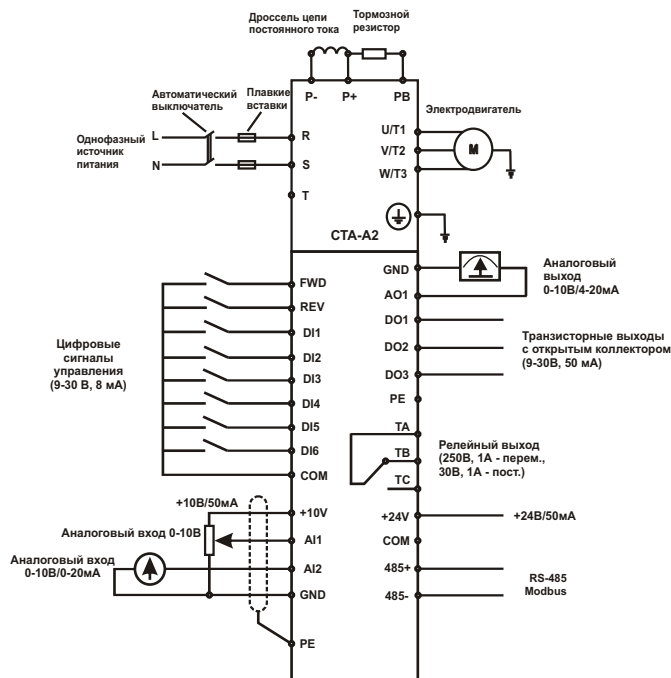 Дроссель цепи
постоянного тока
Тормозной
резистор
P-
P+
PB
Автоматический
выключатель
Плавкие
вставки
Электродвигатель
Однофазный
источник
питания
L
N
R
S
T
U/T1
V/T2
W/T3
M
CTA-A2
GND
AO1
Аналоговый
выход
0-10В/4-20мА
FWD
REV
DI1
DI2
DI3
DI4
DI5
DI6
COM
Цифровые
сигналы
управления
(9-30 В, 8 мА)
DO1
DO2
DO3
Транзисторные выходы
с открытым коллектором
(9-30В, 50 мА)
PE
TA
TB
TC
Релейный выход
(250В, 1А - перем.,
30В, 1А - пост.)
+10В/50мА
+10V
Аналоговый вход 0-10В
AI1
Аналоговый вход
0-10В/0-20мА
AI2
GND
PE
+24V
+24В/50мА
COM
485+
485-
RS-485
Modbus